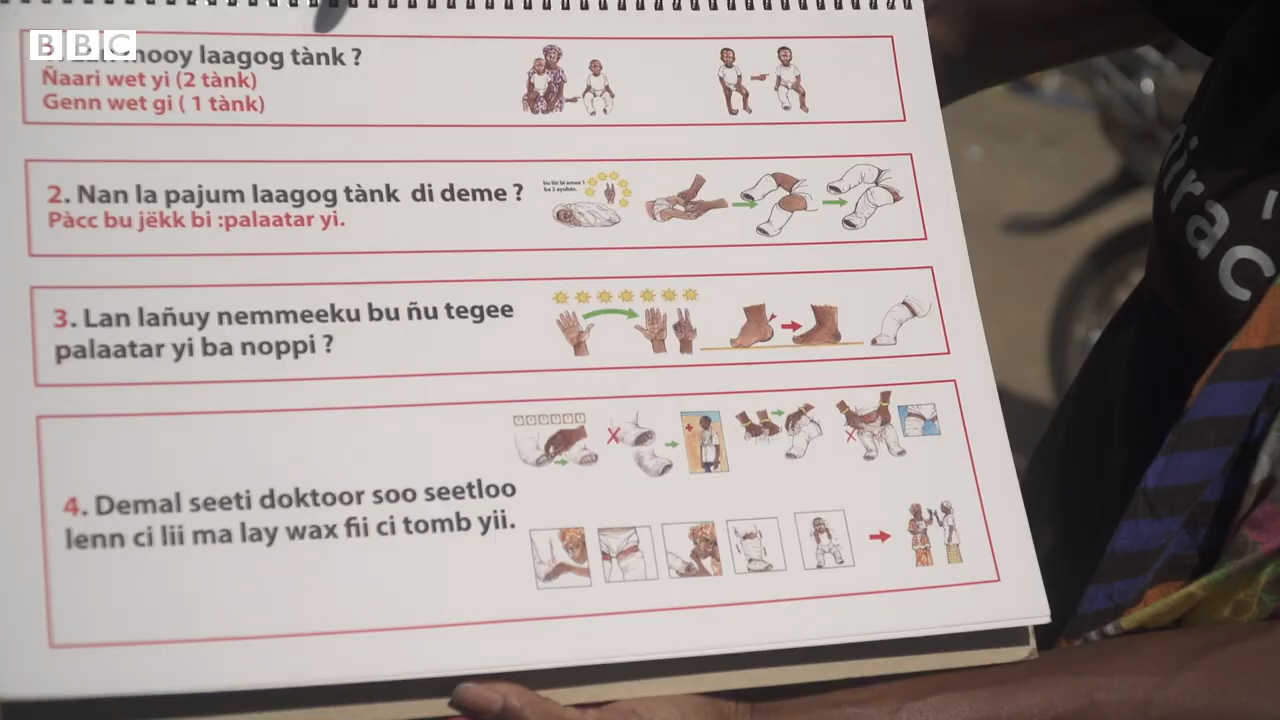 BBC
mooy laagog tànk ?
Ñaari wet yi (2 tànk)
Genn wet gi ( 1 tànk)
2. Nan la pajum laagog tànk di deme ?
Pàcc bu jëkk bi :palaatar yi.
3. Lan lañuy nemmeeku bu ñu tegee
palaatar yi ba noppi ?
4. Demal seeti doktoor soo seetloo
lenn ci lii ma lay wax fii ci tomb yii.
mirac